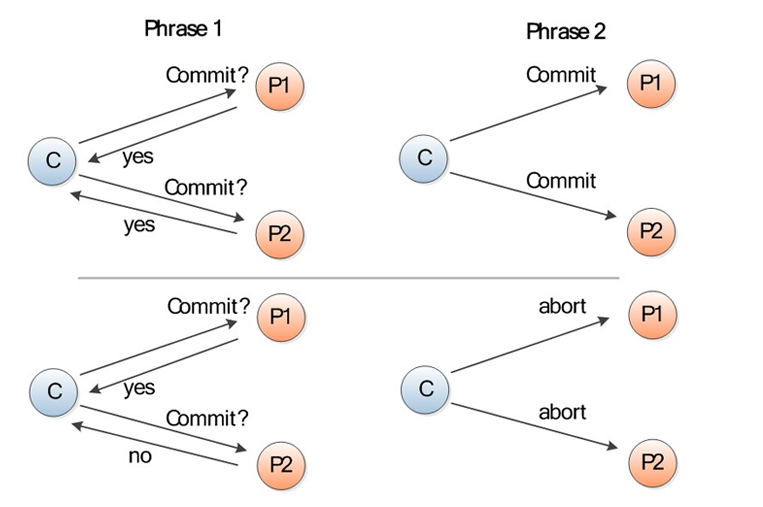 Phrase 1
Phrase 2
Commit?
P1
Commit
P1
C
yes
C
Commit?
Commit
yes
P2
P2
Commit?
P1
abort
P1
C
yes
C
Commit?
abort
no
P2
P2